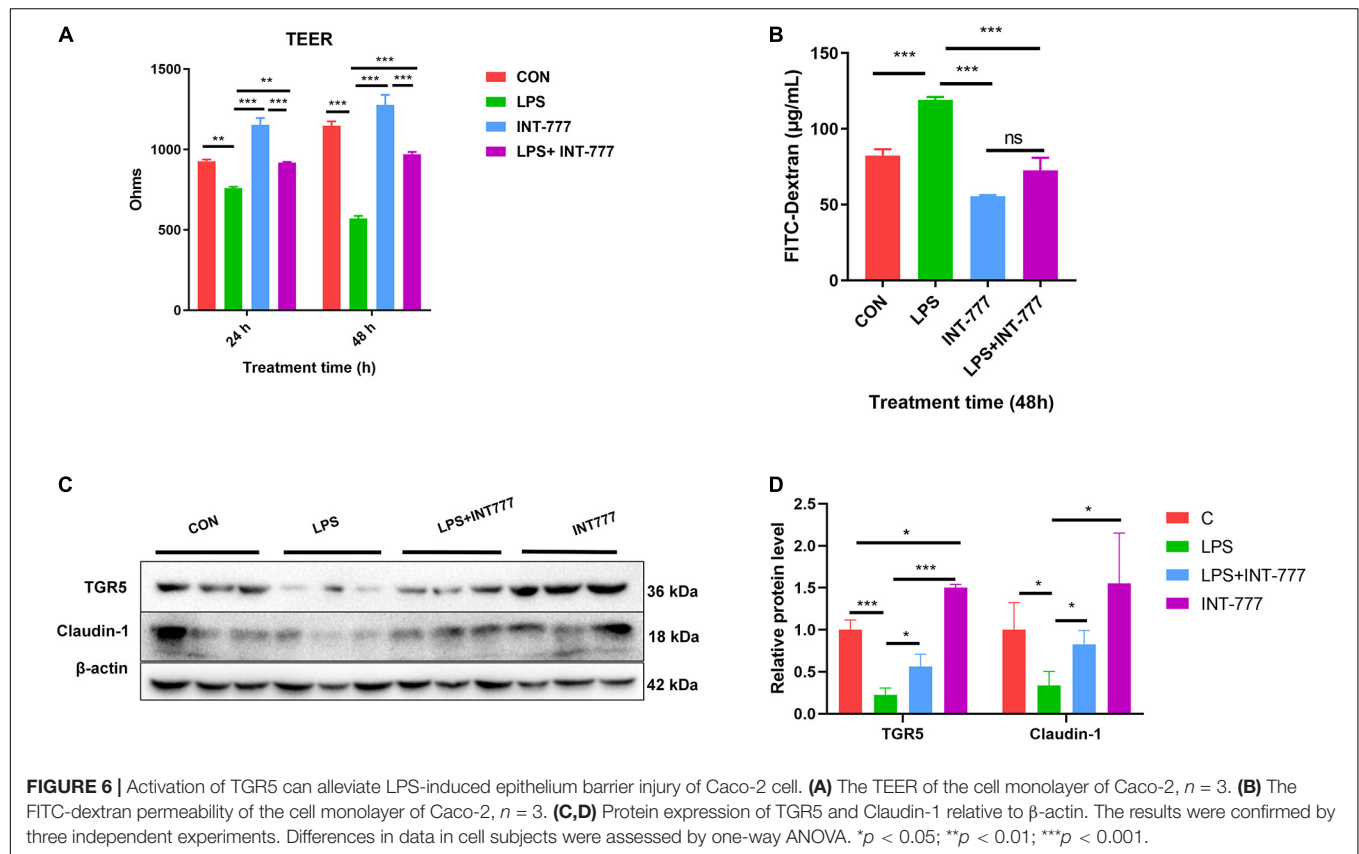 A
TEER
1500
1000
500
0
Ohms
**
***
**
***
***
***
***
***
24 h
48 h
Treatment time (h)
CON
LPS
INT-777
LPS+ INT-777
B
150
100
50
0
FITC-Dextran (µg/mL)
***
***
***
ns
CON
LPS
INT-777
LPS+INT-777
Treatment time (48h)
C
CON
LPS
LPS+INT777
INT777
TGR5
36 kDa
Claudin-1
18 kDa
β-actin
42 kDa
D
2.5
2.0
1.5
1.0
0.5
0.0
Relative protein level
*
***
***
*
*
*
*
TGR5
Claudin-1
C
LPS
LPS+INT-777
INT-777
FIGURE 6 | Activation of TGR5 can alleviate LPS-induced epithelium barrier injury of Caco-2 cell. (A) The TEER of the cell monolayer of Caco-2, n = 3. (B) The
FITC-dextran permeability of the cell monolayer of Caco-2, n = 3. (C,D) Protein expression of TGR5 and Claudin-1 relative to β-actin. The results were confirmed by
three independent experiments. Differences in data in cell subjects were assessed by one-way ANOVA. *p < 0.05; **p < 0.01; ***p < 0.001.